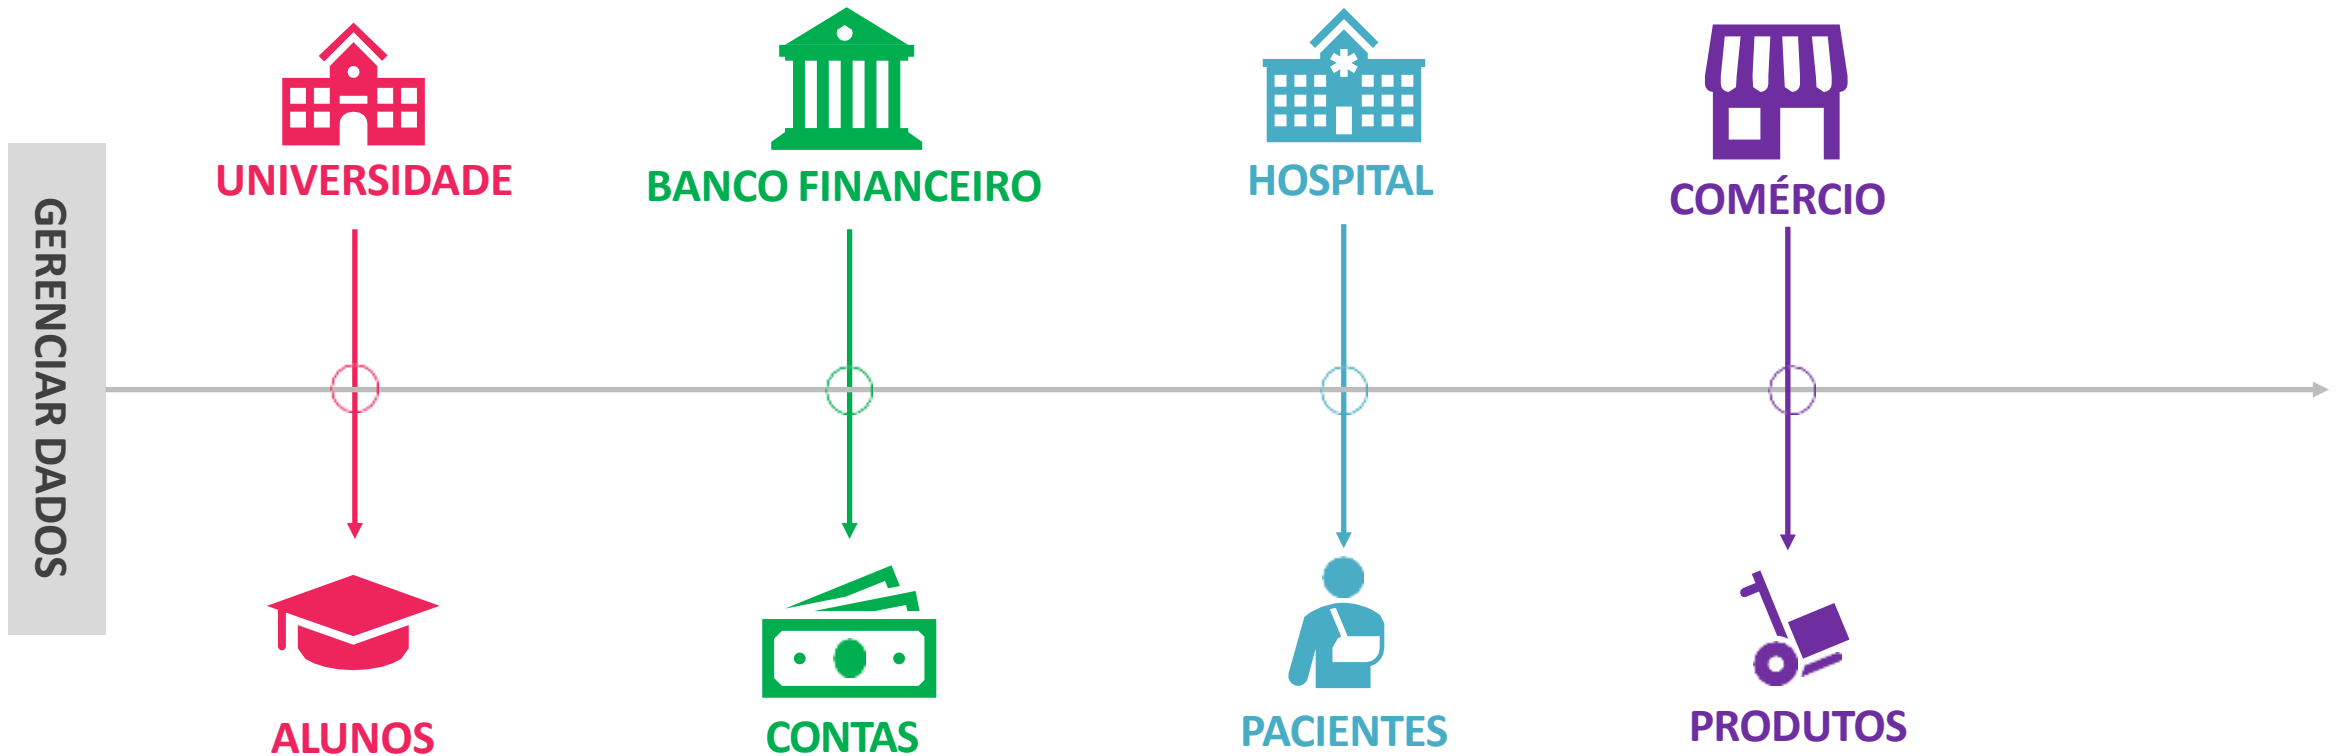 GERENCIAR DADOS
UNIVERSIDADE
BANCO FINANCEIRO
HOSPITAL
COMÉRCIO
ALUNOS
CONTAS
PACIENTES
PRODUTOS